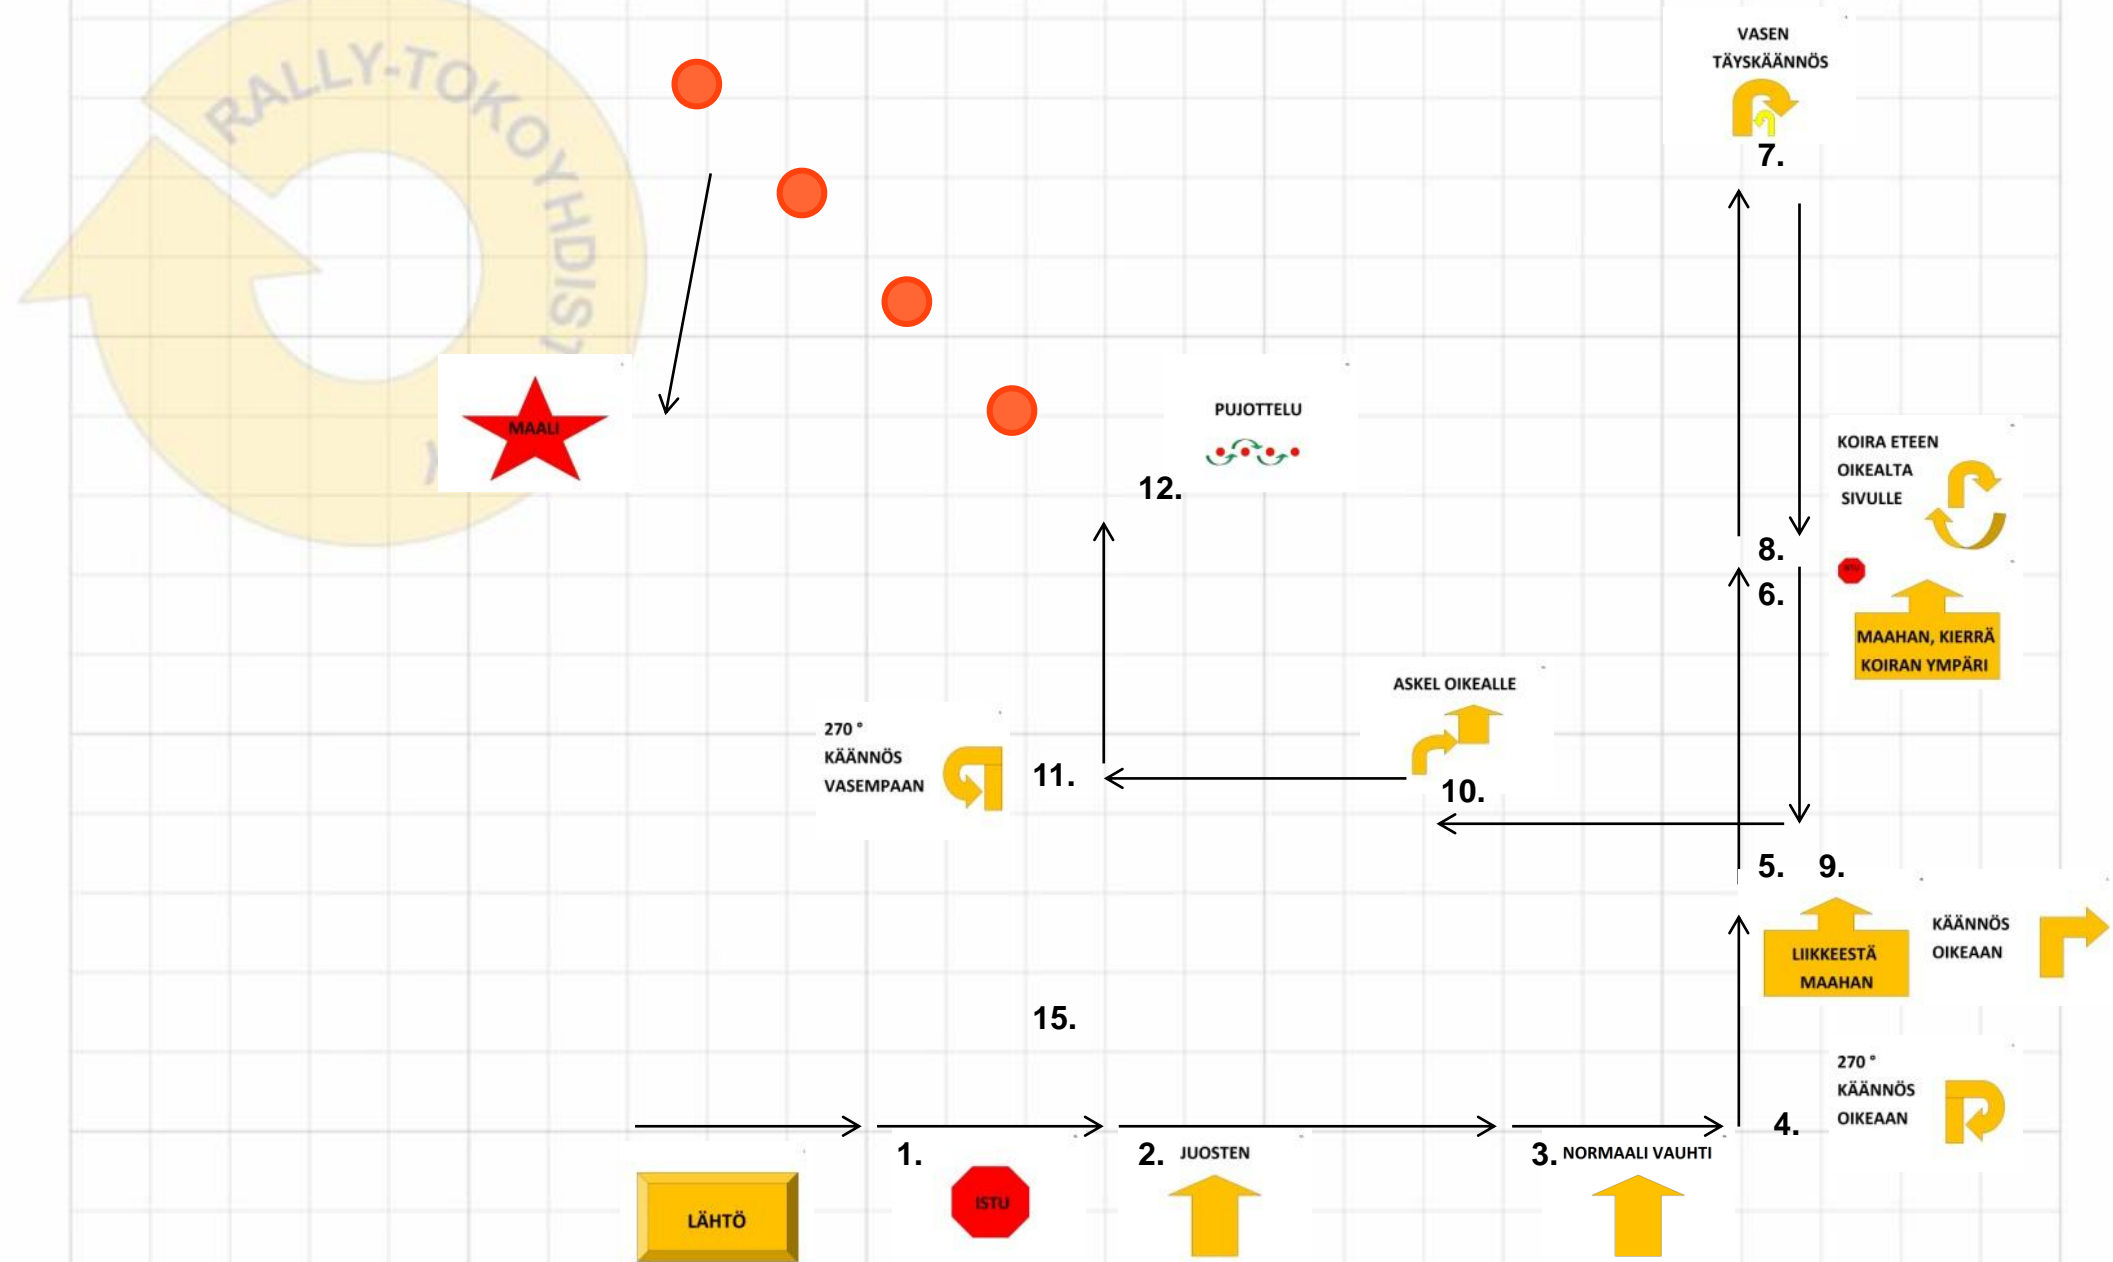 RALLY-TOKOYHDIS
VASEN
TÄYSKÄÄNNÖS
7.
MAALI
PUJOTTELU
12.
KOIRA ETEEN
OIKEALTA
SIVULLE
8.
6.
MAAHAN, KIERRÄ
KOIRAN YMPÄRI
ASKEL OIKEALLE
10.
270 °
KÄÄNNÖS
VASEMPAAN
11.
5. 9.
LIIKKEESTÄ
MAAHAN
KÄÄNNÖS
OIKEAAN
15.
270 °
KÄÄNNÖS
OIKEAAN
4.
1.
2. JUOSTEN
3. NORMAALI VAUHTI
LÄHTÖ
ISTU